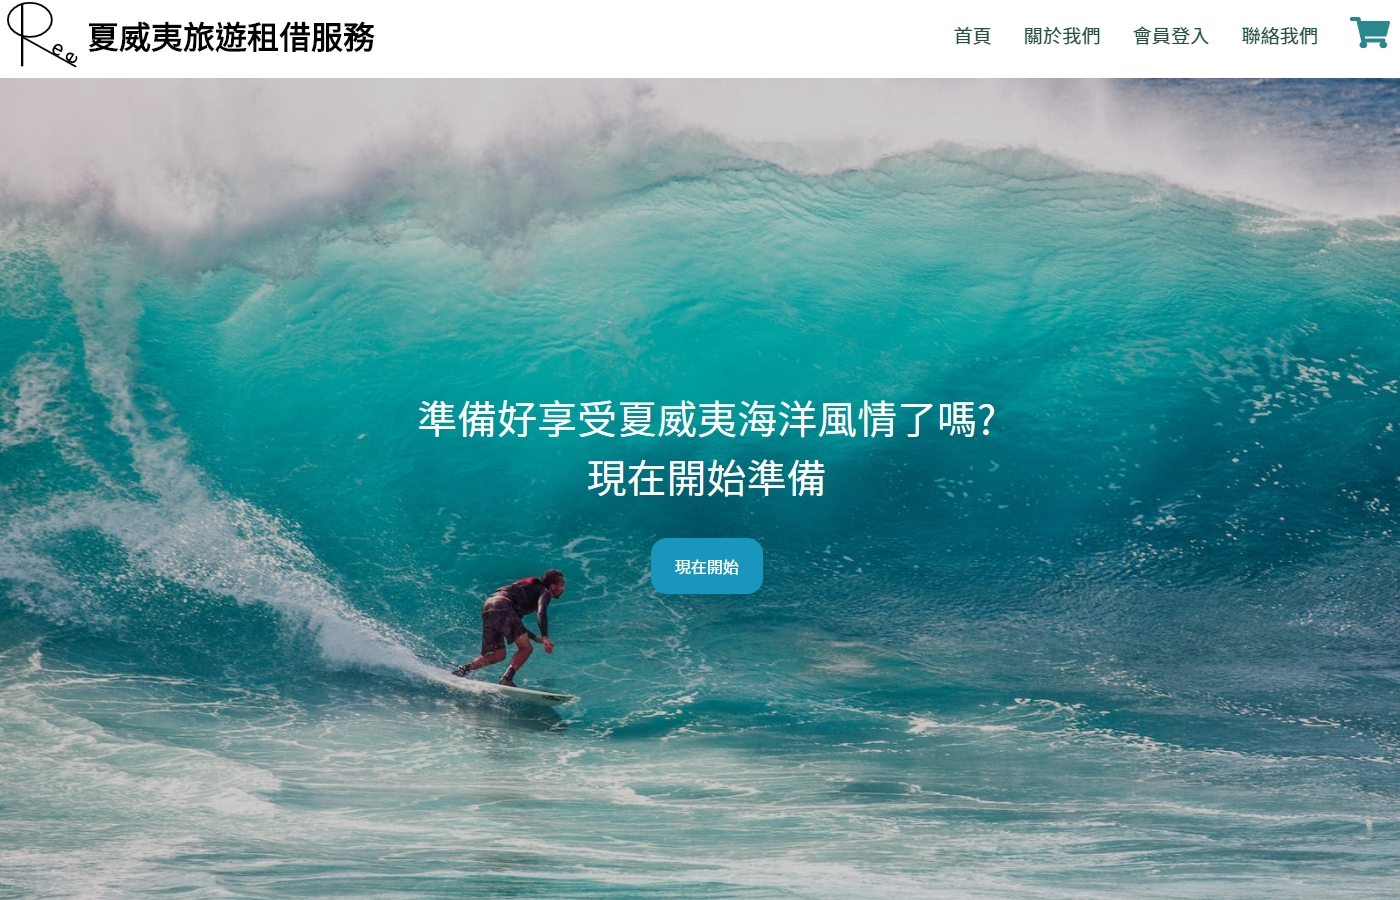 Ree 夏威夷旅遊租借服務
首頁 關於我們 會員登入 聯絡我們
準備好享受夏威夷海洋風情了嗎?
現在開始準備
現在開始